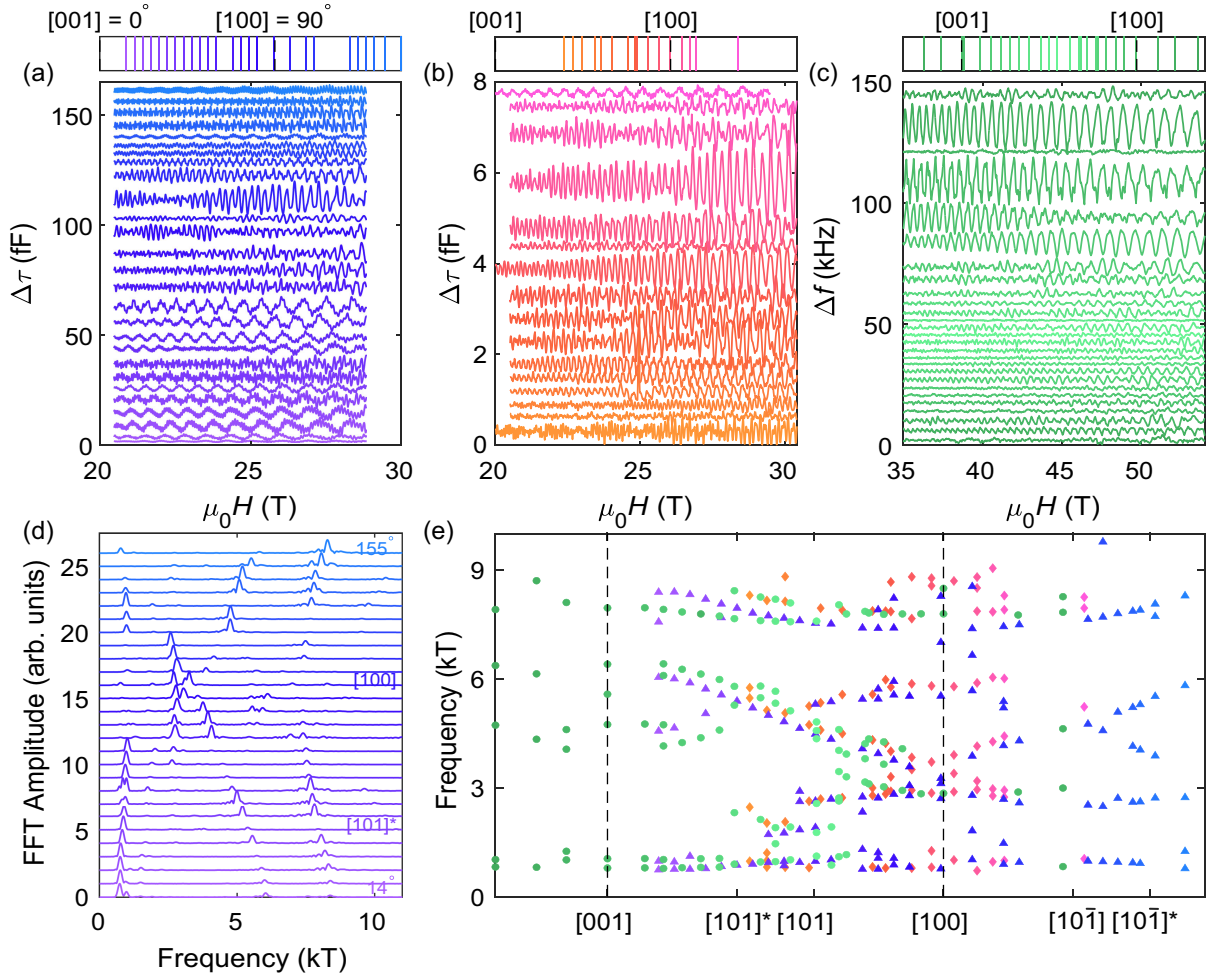 [001] = 0° [100] = 90°
[100]
[001] [100]
(a)
(b)
(c)
150
100
50
0
Δτ (fF)
20 25 30
μ₀H (T)
8
6
4
2
0
Δτ (fF)
20 25 30
μ₀H (T)
150
100
50
0
Δf (kHz)
35 40 45 50
μ₀H (T)
(d)
25
20
15
10
5
0
FFT Amplitude (arb. units)
155°
[100]
[101]*
14°
0 5 10
Frequency (kT)
(e)
9
6
3
0
Frequency (kT)
[001] [101]* [101] [100] [101̄] [101̄]*